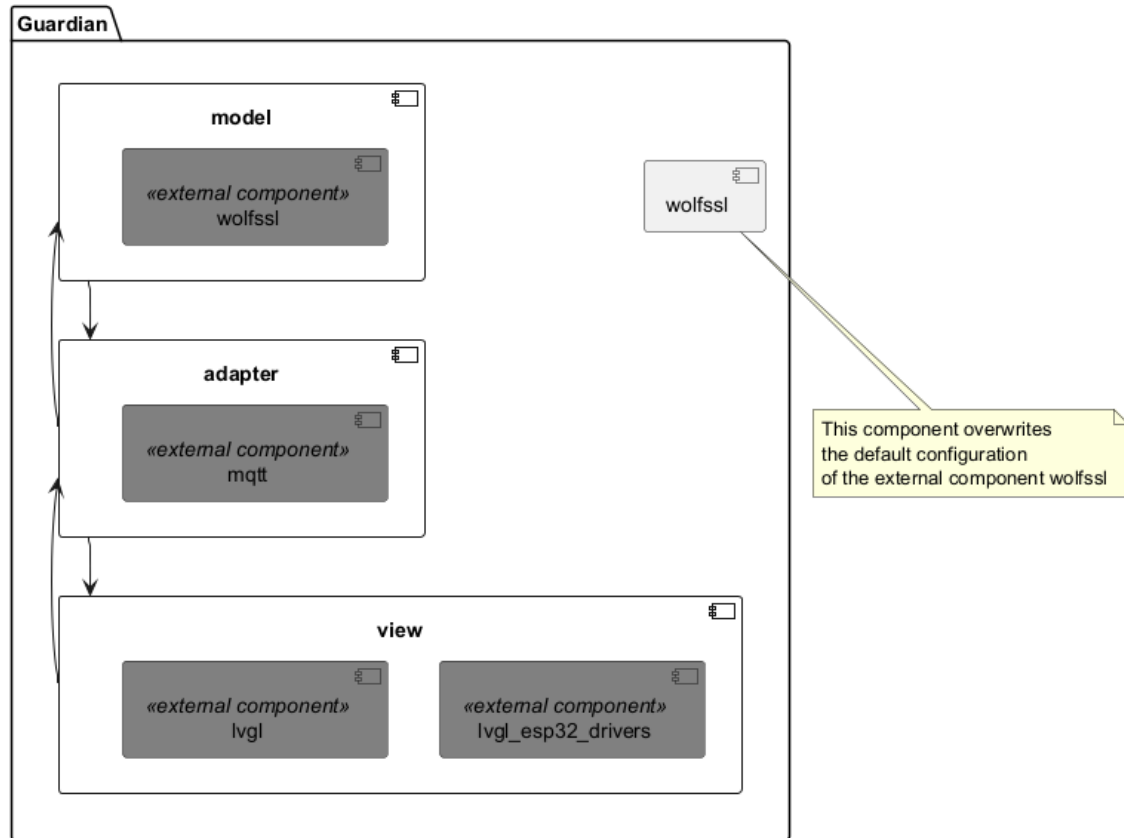 Guardian
model
«external component»
wolfssl
wolfssl
adapter
«external component»
mqtt
This component overwrites
the default configuration
of the external component wolfssl
view
«external component»
lvgl
«external component»
lvgl_esp32_drivers